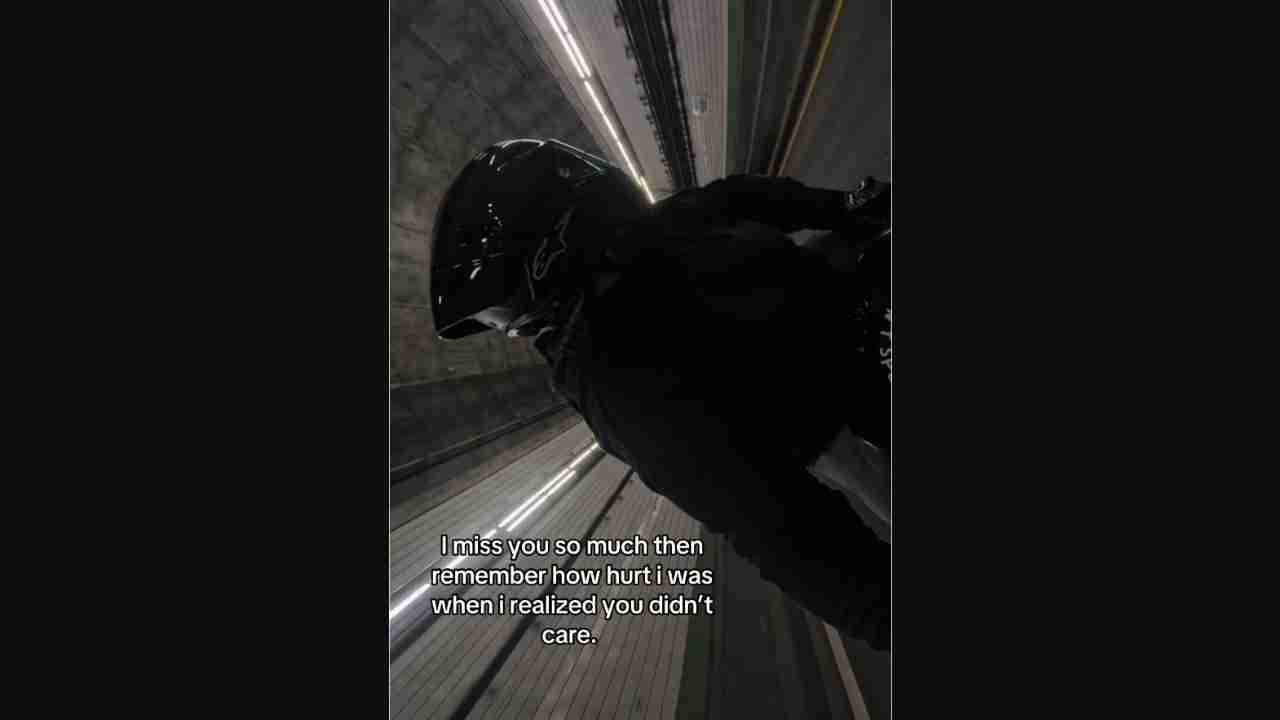 I miss you so much then
remember how hurt i was
when i realized you didn't
care.